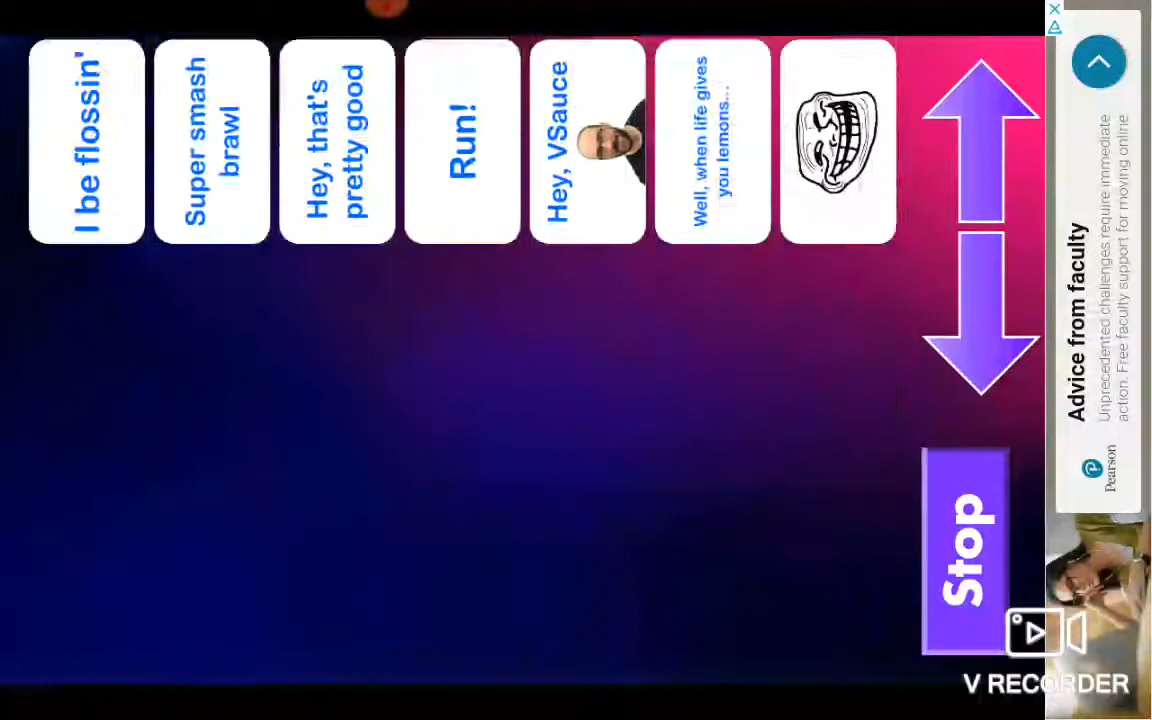 I be flossin'
Super smash
brawl
Hey, that's
pretty good
Run!
Hey, VSauce
Well, when life gives
you lemons...
Stop
Advice from faculty
Unprecedented challenges require immediate
action. Free faculty support for moving online
Pearson
V RECORDER